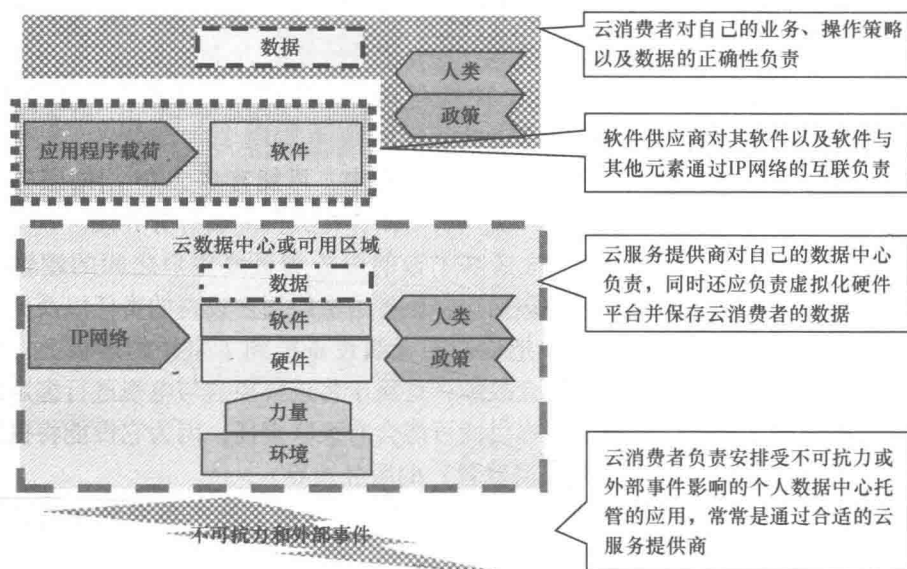 数据
人类
政策
云消费者对自己的业务、操作策略
以及数据的正确性负责
应用程序载荷
软件
软件供应商对其软件以及软件与
其他元素通过IP网络的互联负责
云数据中心或可用区域
数据
软件
硬件
IP网络
人类
政策
力量
环境
云服务提供商对自己的数据中心
负责，同时还应负责虚拟化硬件
平台并保存云消费者的数据
不可抗力和外部事件
云消费者负责安排受不可抗力或
外部事件影响的个人数据中心托
管的应用，常常是通过合适的云
服务提供商